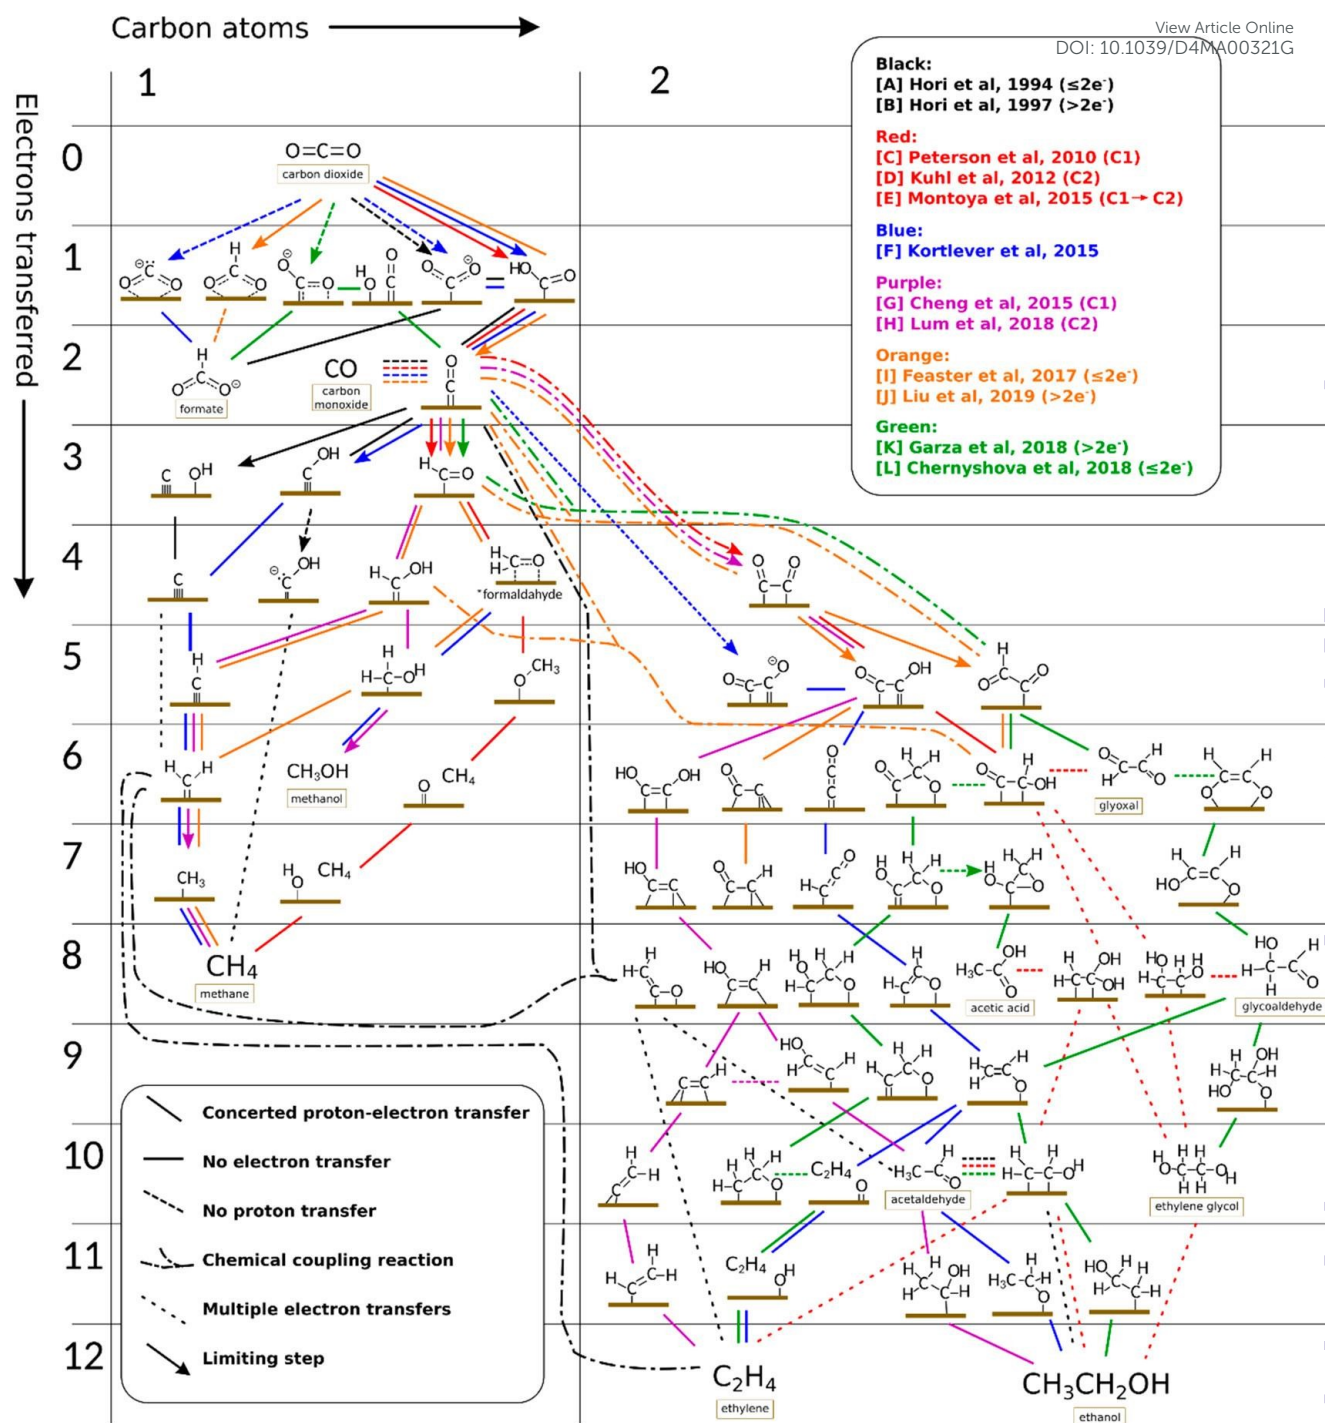 Carbon atoms
View Article Online
DOI: 10.1039/D4MA00321G
Electrons transferred
1
2
Black:
[A] Hori et al, 1994 (≤2e⁻)
[B] Hori et al, 1997 (>2e⁻)
Red:
[C] Peterson et al, 2010 (C1)
[D] Kuhl et al, 2012 (C2)
[E] Montoya et al, 2015 (C1→ C2)
Blue:
[F] Kortlever et al, 2015
Purple:
[G] Cheng et al, 2015 (C1)
[H] Lum et al, 2018 (C2)
Orange:
[I] Feaster et al, 2017 (≤2e⁻)
[J] Liu et al, 2019 (>2e⁻)
Green:
[K] Garza et al, 2018 (>2e⁻)
[L] Chernyshova et al, 2018 (≤2e⁻)
0
O=C=O
carbon dioxide
1
2
CO
carbon
monoxide
formate
3
4
*formaldahyde
5
6
CH₃OH
methanol
CH₄
glyoxal
7
CH₄
CH₃
8
CH₄
methane
acetic acid
glycoaldehyde
9
10
C₂H₄
acetaldehyde
ethylene glycol
11
C₂H₄
12
C₂H₄
ethylene
CH₃CH₂OH
ethanol
Concerted proton-electron transfer
No electron transfer
No proton transfer
Chemical coupling reaction
Multiple electron transfers
Limiting step